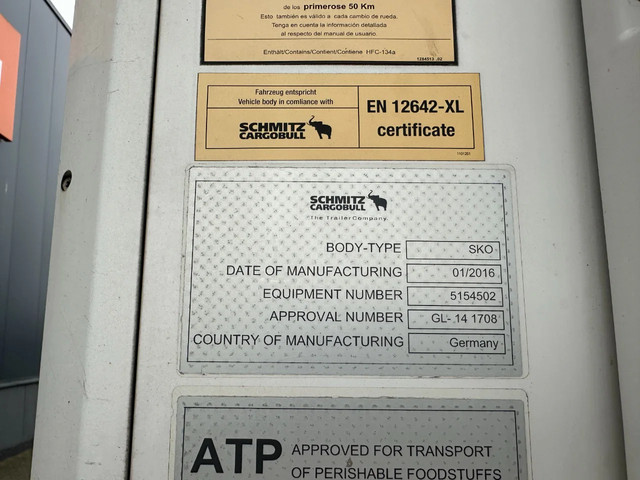 de los primerose 50 Km
Esto también es válido a cada cambio de rueda.
Tenga en cuenta la información detallada
al respecto del manual de usuario.
Enthält/Contains/Contient/Contiene HFC-134a
Fahrzeug entspricht
Vehicle body in comliance with
SCHMITZ
CARGOBULL
EN 12642-XL
certificate
SCHMITZ
CARGOBULL
The Trailer Company.
BODY-TYPE SKO
DATE OF MANUFACTURING 01/2016
EQUIPMENT NUMBER 5154502
APPROVAL NUMBER GL- 14 1708
COUNTRY OF MANUFACTURING Germany
ATP APPROVED FOR TRANSPORT
OF PERISHABLE FOODSTUFFS